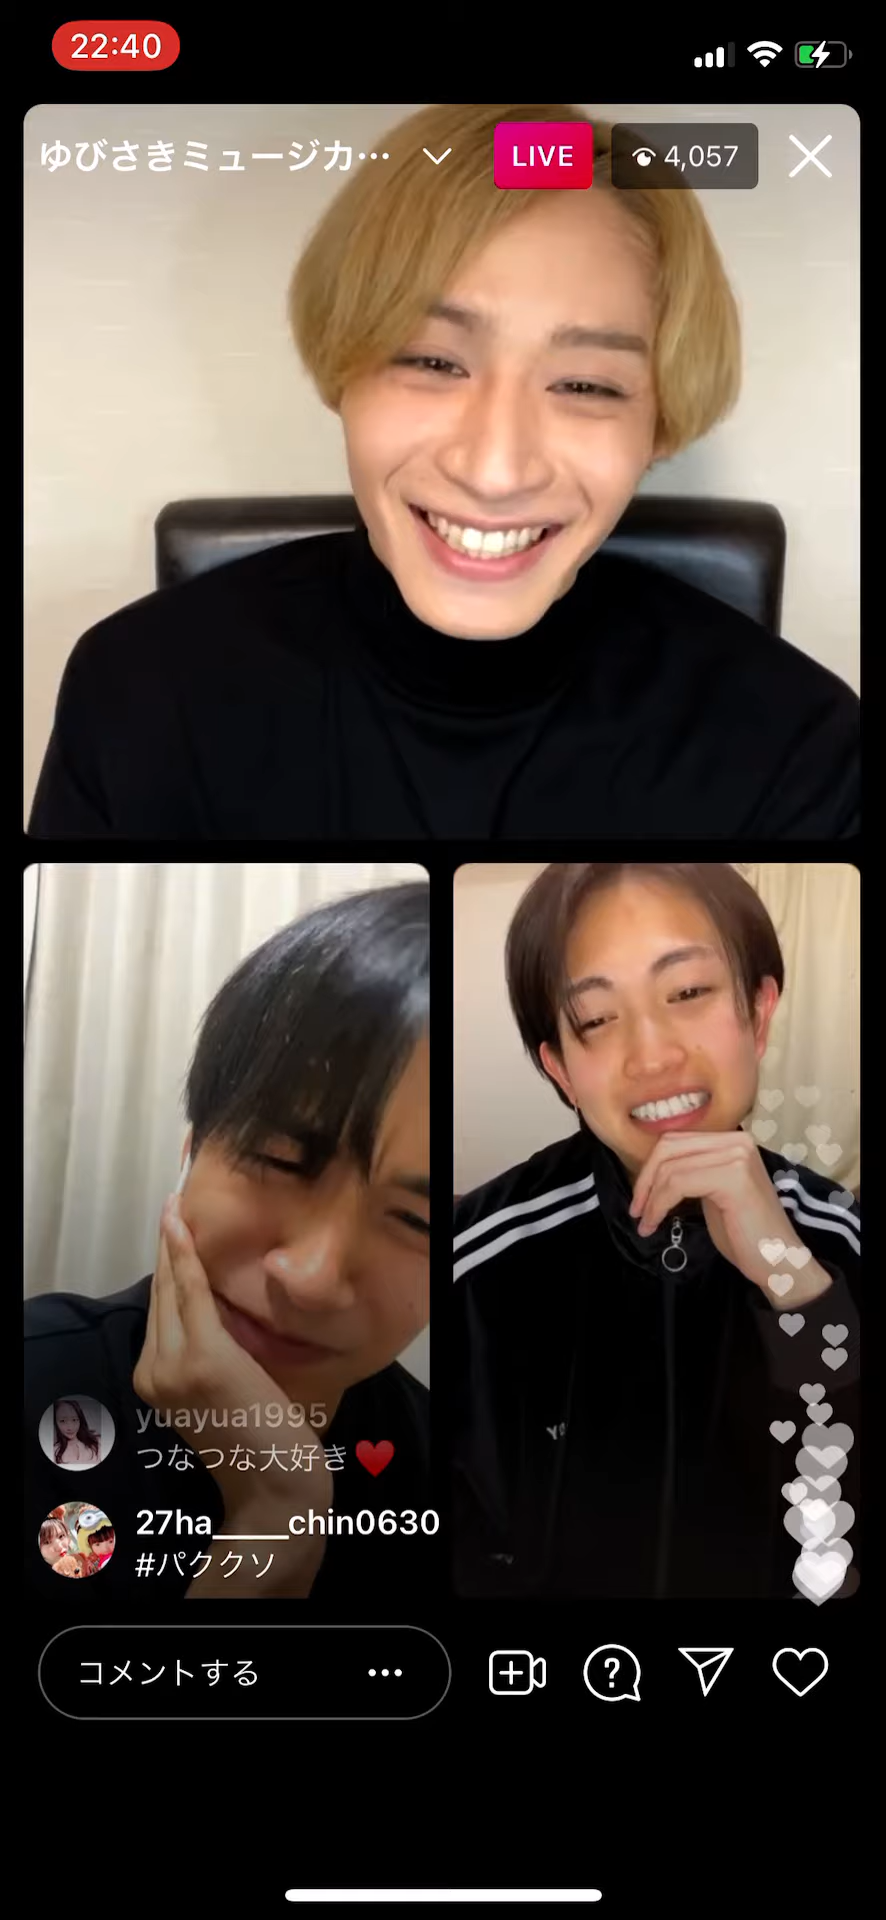 22:40
ゆびさきミュージカ…
LIVE
4,057
yuayua1995
つなつな大好き❤️
27ha____chin0630
#パククソ
コメントする